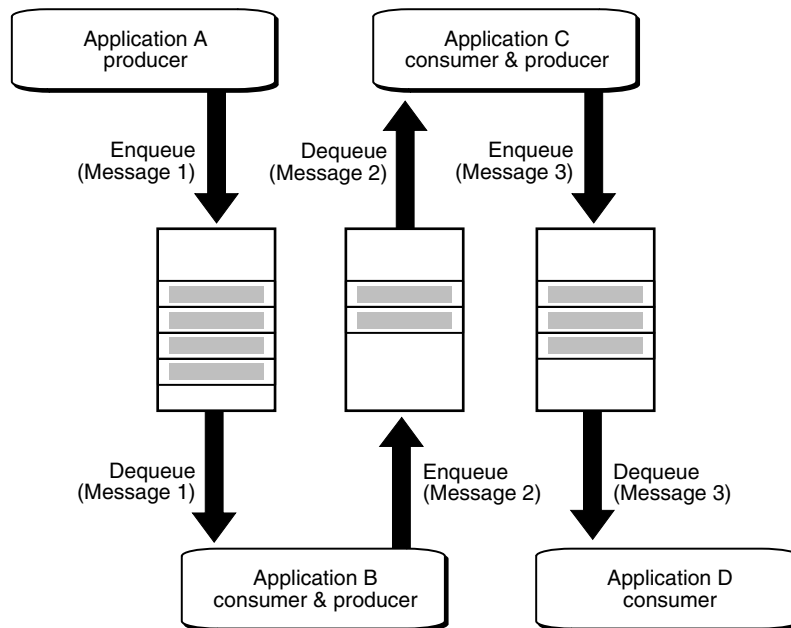 Application A
producer
Application C
consumer & producer
Enqueue
(Message 1)
Dequeue
(Message 2)
Enqueue
(Message 3)
Dequeue
(Message 1)
Enqueue
(Message 2)
Dequeue
(Message 3)
Application B
consumer & producer
Application D
consumer